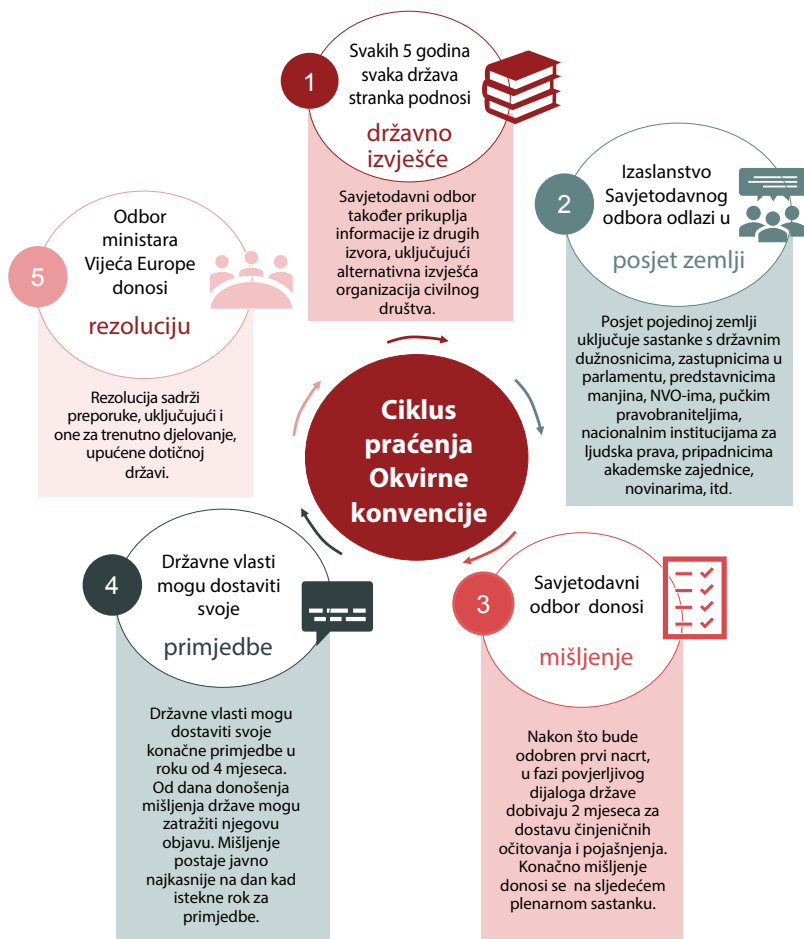 1
Svakih 5 godina
svaka država
stranka podnosi
državno
izvješće
Savjetodavni odbor
također prikuplja
informacije iz drugih
izvora, uključujući
alternativna izvješća
organizacija civilnog
društva.
2
Izaslanstvo
Savjetodavnog
odbora odlazi u
posjet zemlji
Posjet pojedinoj zemlji
uključuje sastanke s državnim
dužnosnicima, zastupnicima u
parlamentu, predstavnicima
manjina, NVO-ima, pučkim
pravobraniteljima,
nacionalnim institucijama za
ljudska prava, pripadnicima
akademske zajednice,
novinarima, itd.
3
Savjetodavni
odbor donosi
mišljenje
Nakon što bude
odobren prvi nacrt,
u fazi povjerljivog
dijaloga države
dobivaju 2 mjeseca za
dostavu činjeničnih
očitovanja i pojašnjenja.
Konačno mišljenje
donosi se na sljedećem
plenarnom sastanku.
4
Državne vlasti
mogu dostaviti
svoje
primjedbe
Državne vlasti mogu
dostaviti svoje
konačne primjedbe u
roku od 4 mjeseca.
Od dana donošenja
mišljenja države mogu
zatražiti njegovu
objavu. Mišljenje
postaje javno
najkasnije na dan kad
istekne rok za
primjedbe.
5
Odbor
ministara
Vijeća Europe
donosi
rezoluciju
Rezolucija sadrži
preporuke, uključujući i
one za trenutno djelovanje,
upućene dotičnoj
državi.
Ciklus
praćenja
Okvirne
konvencije